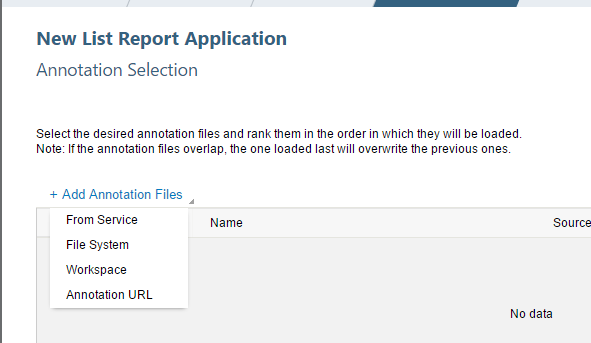 New List Report Application
Annotation Selection
Select the desired annotation files and rank them in the order in which they will be loaded.
Note: If the annotation files overlap, the one loaded last will overwrite the previous ones.
+ Add Annotation Files
From Service
File System
Workspace
Annotation URL
Name Source
No data